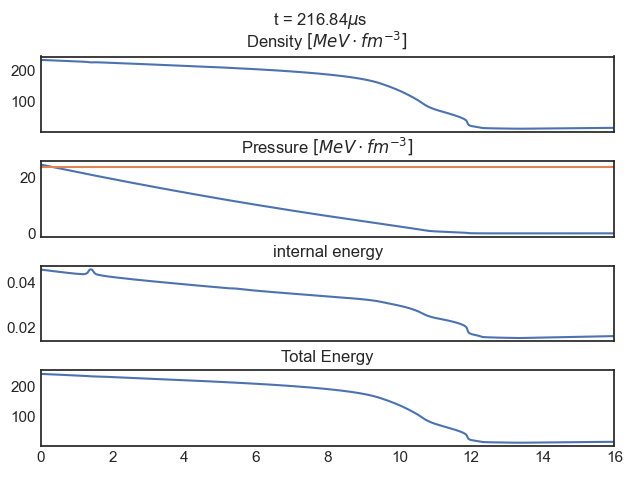 t = 216.84μs
Density [MeV · fm⁻³]
200
100
Pressure [MeV · fm⁻³]
20
0
internal energy
0.04
0.02
Total Energy
200
100
0 2 4 6 8 10 12 14 16